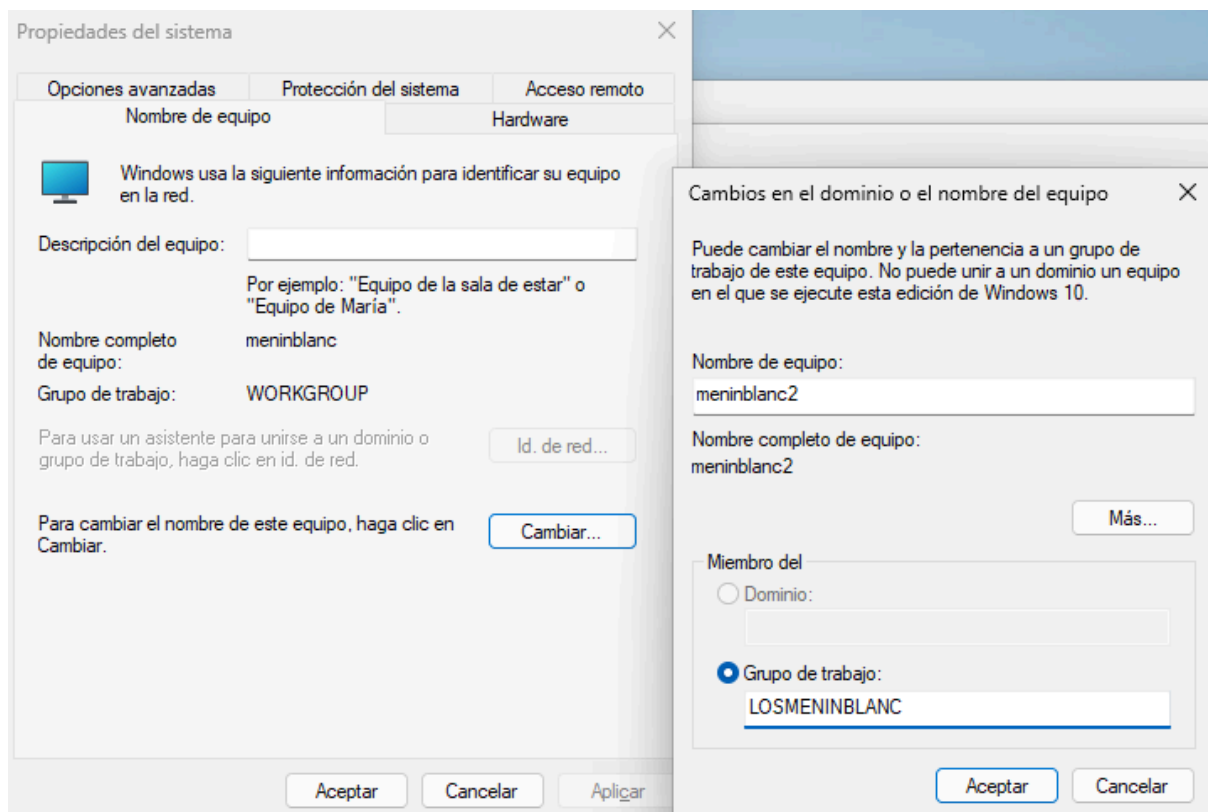 Propiedades del sistema
Opciones avanzadas
Protección del sistema
Acceso remoto
Nombre de equipo
Hardware
Windows usa la siguiente información para identificar su equipo
en la red.
Descripción del equipo:
Por ejemplo: "Equipo de la sala de estar" o
"Equipo de María".
Nombre completo
de equipo:
meninblanc
Grupo de trabajo:
WORKGROUP
Para usar un asistente para unirse a un dominio o
grupo de trabajo, haga clic en id. de red.
Id. de red...
Para cambiar el nombre de este equipo, haga clic en
Cambiar.
Cambiar...
Aceptar
Cancelar
Aplicar
Cambios en el dominio o el nombre del equipo
Puede cambiar el nombre y la pertenencia a un grupo de
trabajo de este equipo. No puede unir a un dominio un equipo
en el que se ejecute esta edición de Windows 10.
Nombre de equipo:
meninblanc2
Nombre completo de equipo:
meninblanc2
Más...
Miembro del
Dominio:
Grupo de trabajo:
LOSMENINBLANC
Aceptar
Cancelar